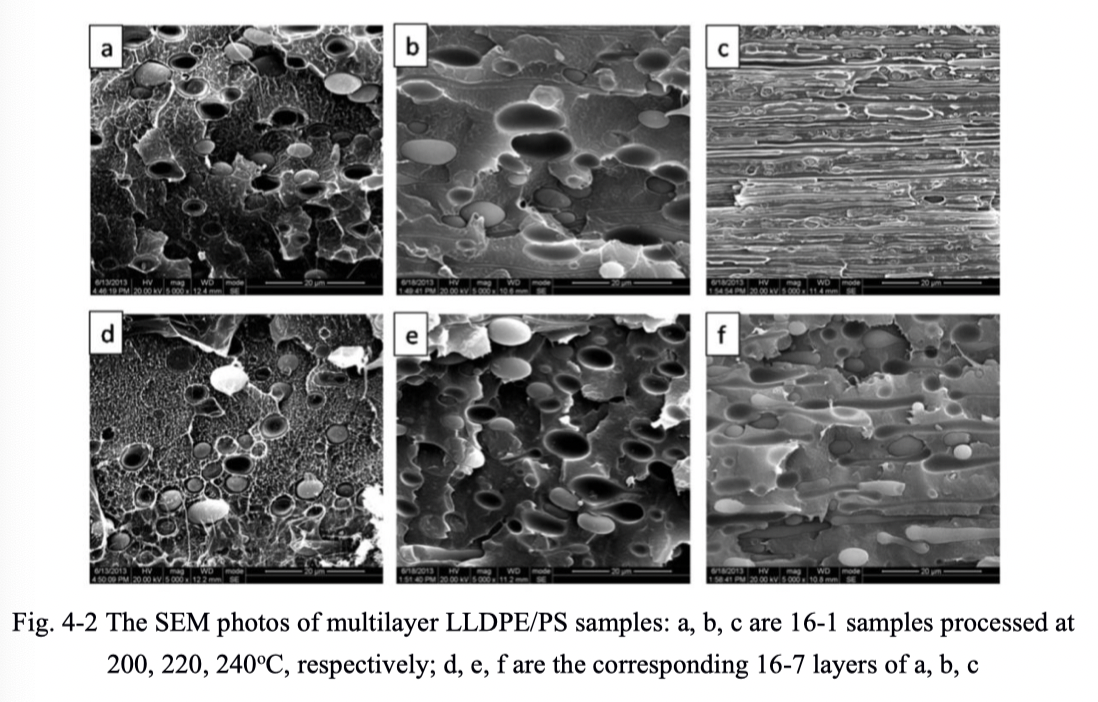 a
b
c
6/13/2013 HV mag WD mode
4:46:19 PM 20.00 kV 5 000 x 12.4 mm SE
20 µm
6/18/2013 HV mag WD mode
1:49:41 PM 20.00 kV 5 000 x 10.6 mm SE
20 µm
6/18/2013 HV mag WD mode
1:54:54 PM 20.00 kV 5 000 x 11.4 mm SE
20 µm
d
e
f
6/13/2013 HV mag WD mode
4:50:09 PM 20.00 kV 5 000 x 12.2 mm SE
20 µm
6/18/2013 HV mag WD mode
1:51:40 PM 20.00 kV 5 000 x 11.2 mm SE
20 µm
6/18/2013 HV mag WD mode
1:58:41 PM 20.00 kV 5 000 x 10.8 mm SE
20 µm
Fig. 4-2 The SEM photos of multilayer LLDPE/PS samples: a, b, c are 16-1 samples processed at
200, 220, 240°C, respectively; d, e, f are the corresponding 16-7 layers of a, b, c